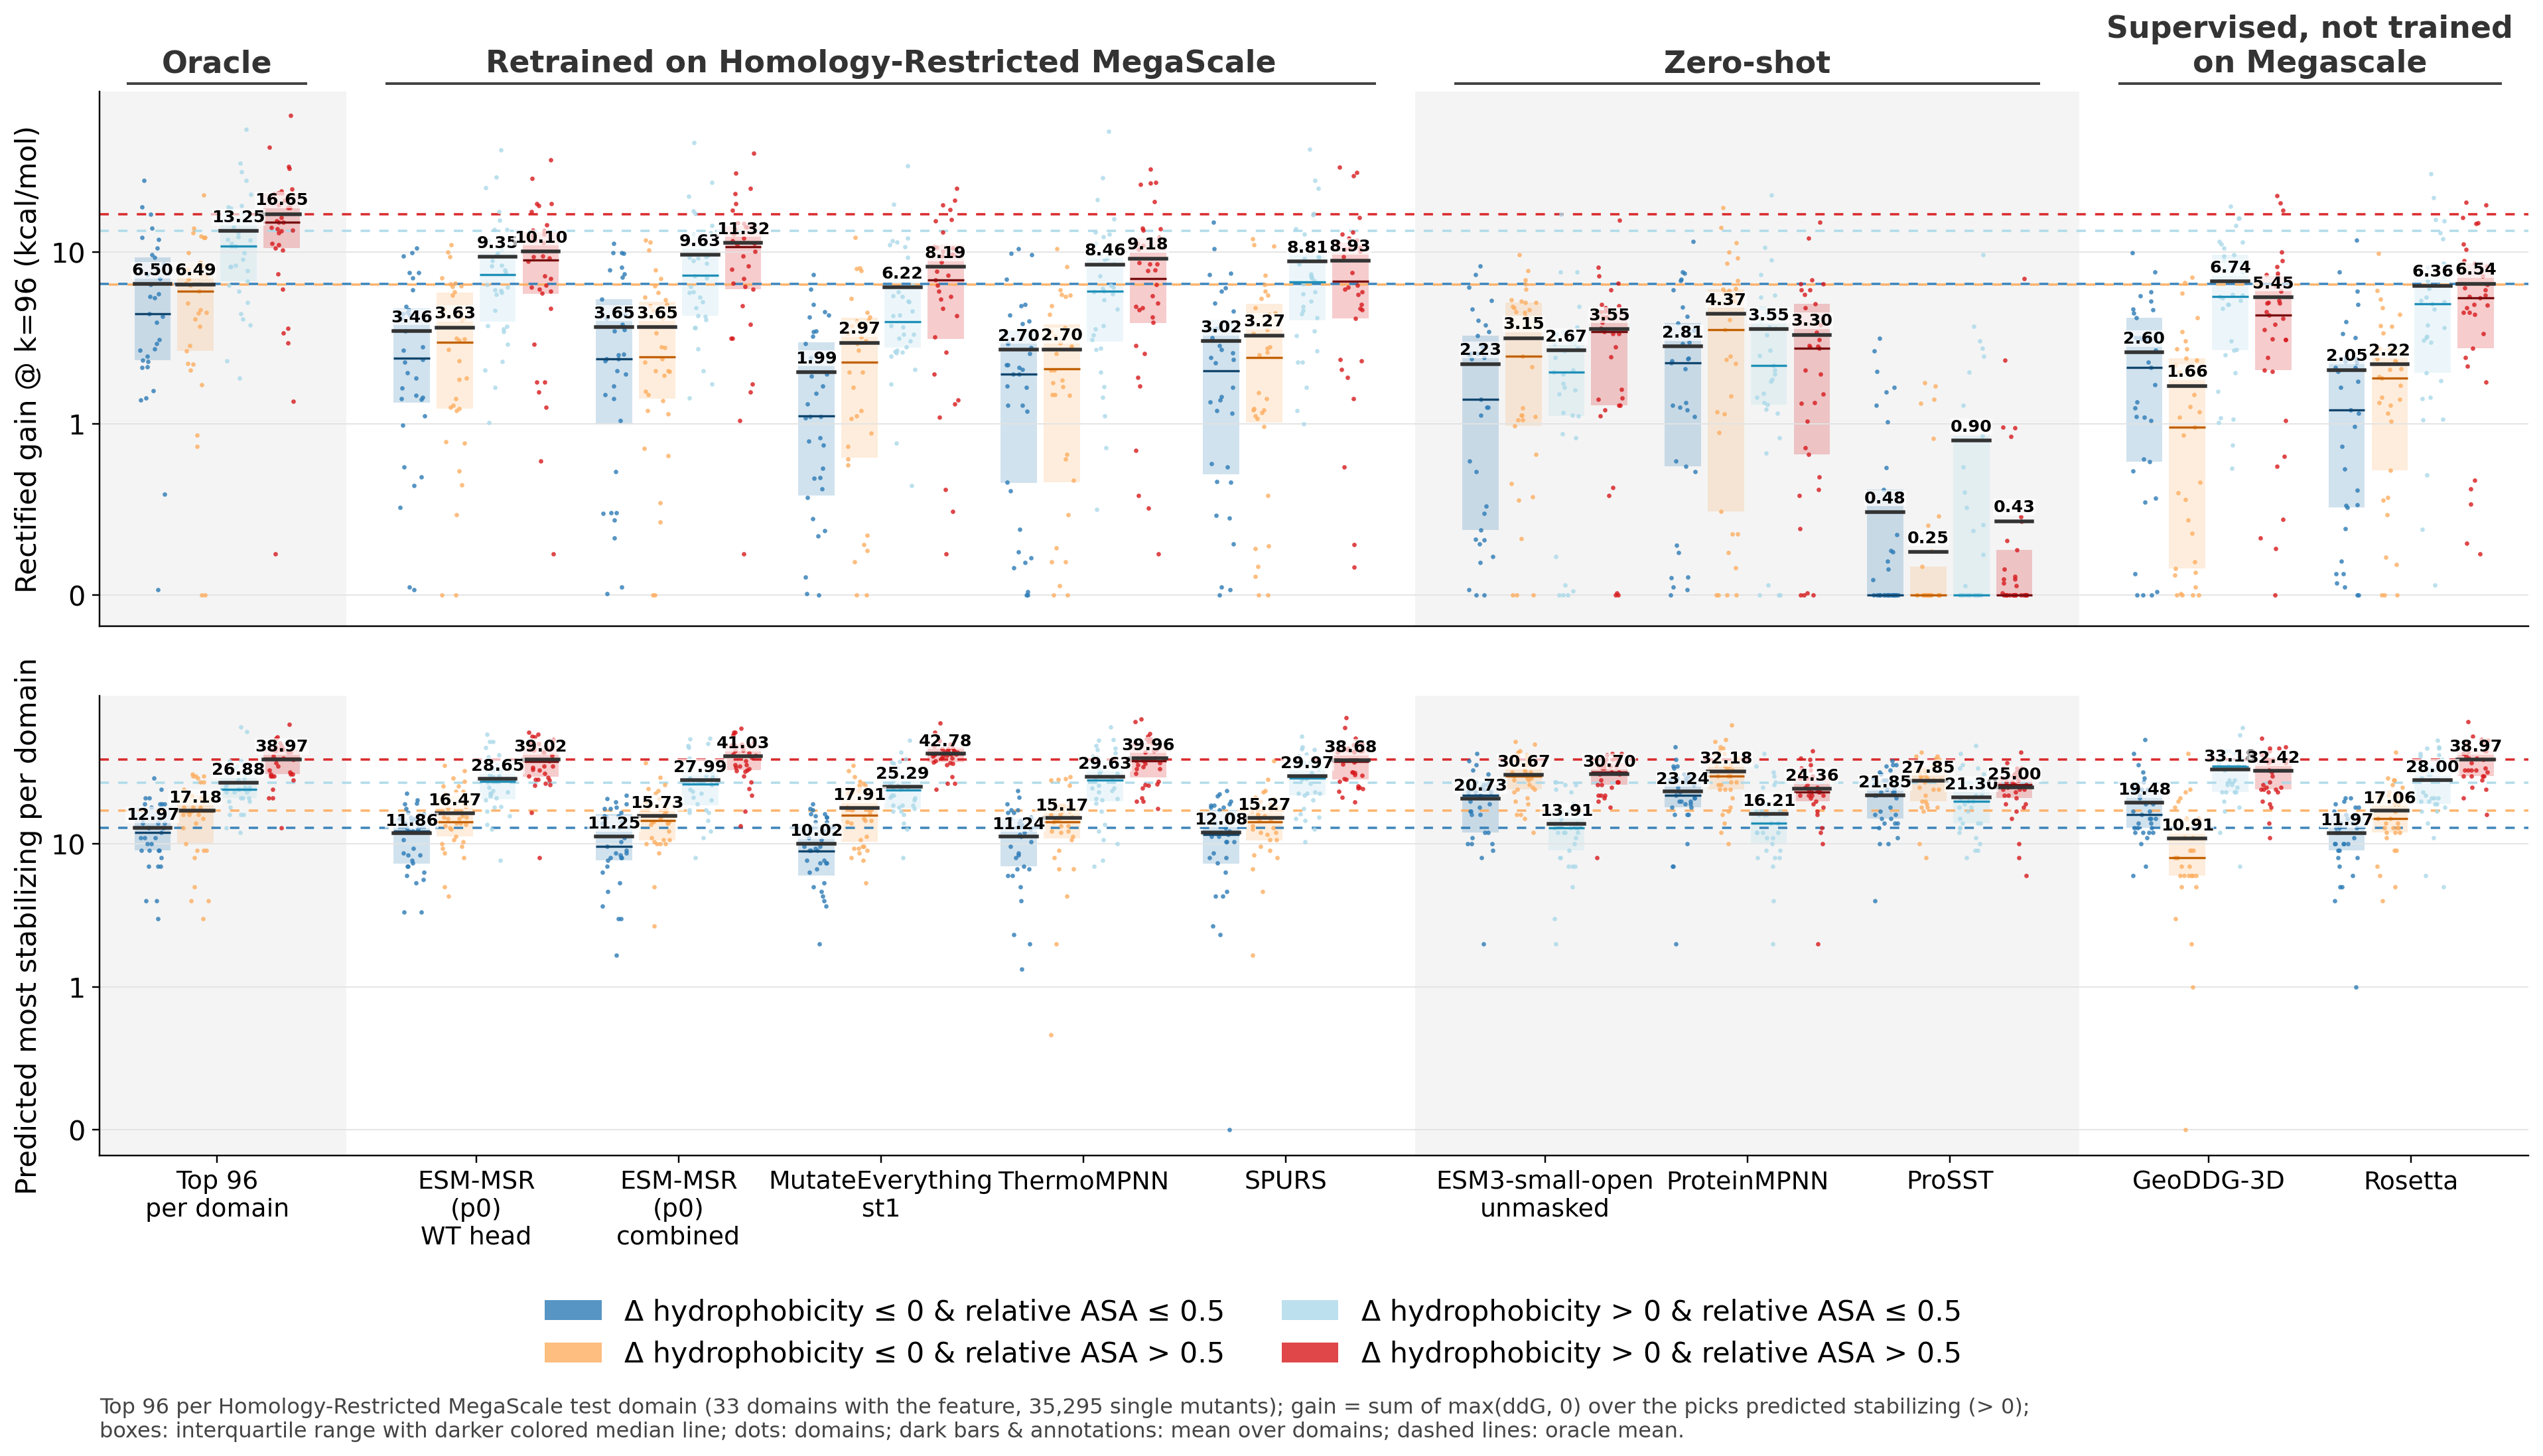 Oracle
Retrained on Homology-Restricted MegaScale
Zero-shot
Supervised, not trained
on Megascale
Rectified gain @ k=96 (kcal/mol)
10
1
0
6.50 6.49 13.25 16.65
3.46 3.63 9.35 10.10
3.65 3.65 9.63 11.32
1.99 2.97 6.22 8.19
2.70 2.70 8.46 9.18
3.02 3.27 8.81 8.93
2.23 3.15 2.67 3.55
2.81 4.37 3.55 3.30
0.48 0.25 0.90 0.43
2.60 1.66 6.74 5.45
2.05 2.22 6.36 6.54
Predicted most stabilizing per domain
10
1
0
12.97 17.18 26.88 38.97
11.86 16.47 28.65 39.02
11.25 15.73 27.99 41.03
10.02 17.91 25.29 42.78
11.24 15.17 29.63 39.96
12.08 15.27 29.97 38.68
20.73 30.67 13.91 30.70
23.24 32.18 16.21 24.36
21.85 27.85 21.30 25.00
19.48 10.91 33.13 32.42
11.97 17.06 28.00 38.97
Top 96
per domain
ESM-MSR
(p0)
WT head
ESM-MSR
(p0)
combined
MutateEverything
st1
ThermoMPNN
SPURS
ESM3-small-open
unmasked
ProteinMPNN
ProSST
GeoDDG-3D
Rosetta
Δ hydrophobicity ≤ 0 & relative ASA ≤ 0.5
Δ hydrophobicity > 0 & relative ASA ≤ 0.5
Δ hydrophobicity ≤ 0 & relative ASA > 0.5
Δ hydrophobicity > 0 & relative ASA > 0.5
Top 96 per Homology-Restricted MegaScale test domain (33 domains with the feature, 35,295 single mutants); gain = sum of max(ddG, 0) over the picks predicted stabilizing (> 0);
boxes: interquartile range with darker colored median line; dots: domains; dark bars & annotations: mean over domains; dashed lines: oracle mean.